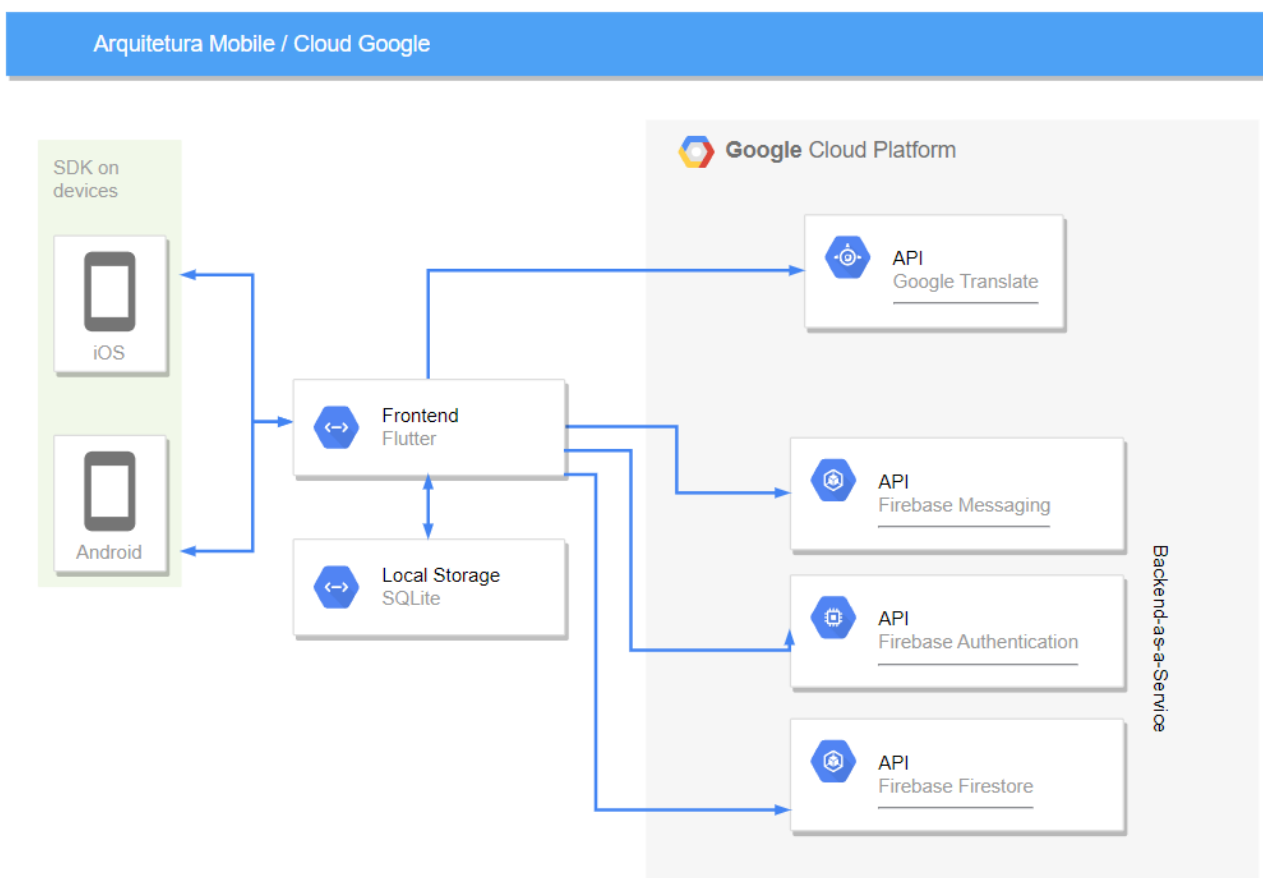 Arquitetura Mobile / Cloud Google
SDK on
devices
iOS
Android
Frontend
Flutter
Local Storage
SQLite
Google Cloud Platform
API
Google Translate
API
Firebase Messaging
API
Firebase Authentication
API
Firebase Firestore
Backend-as-a-Service